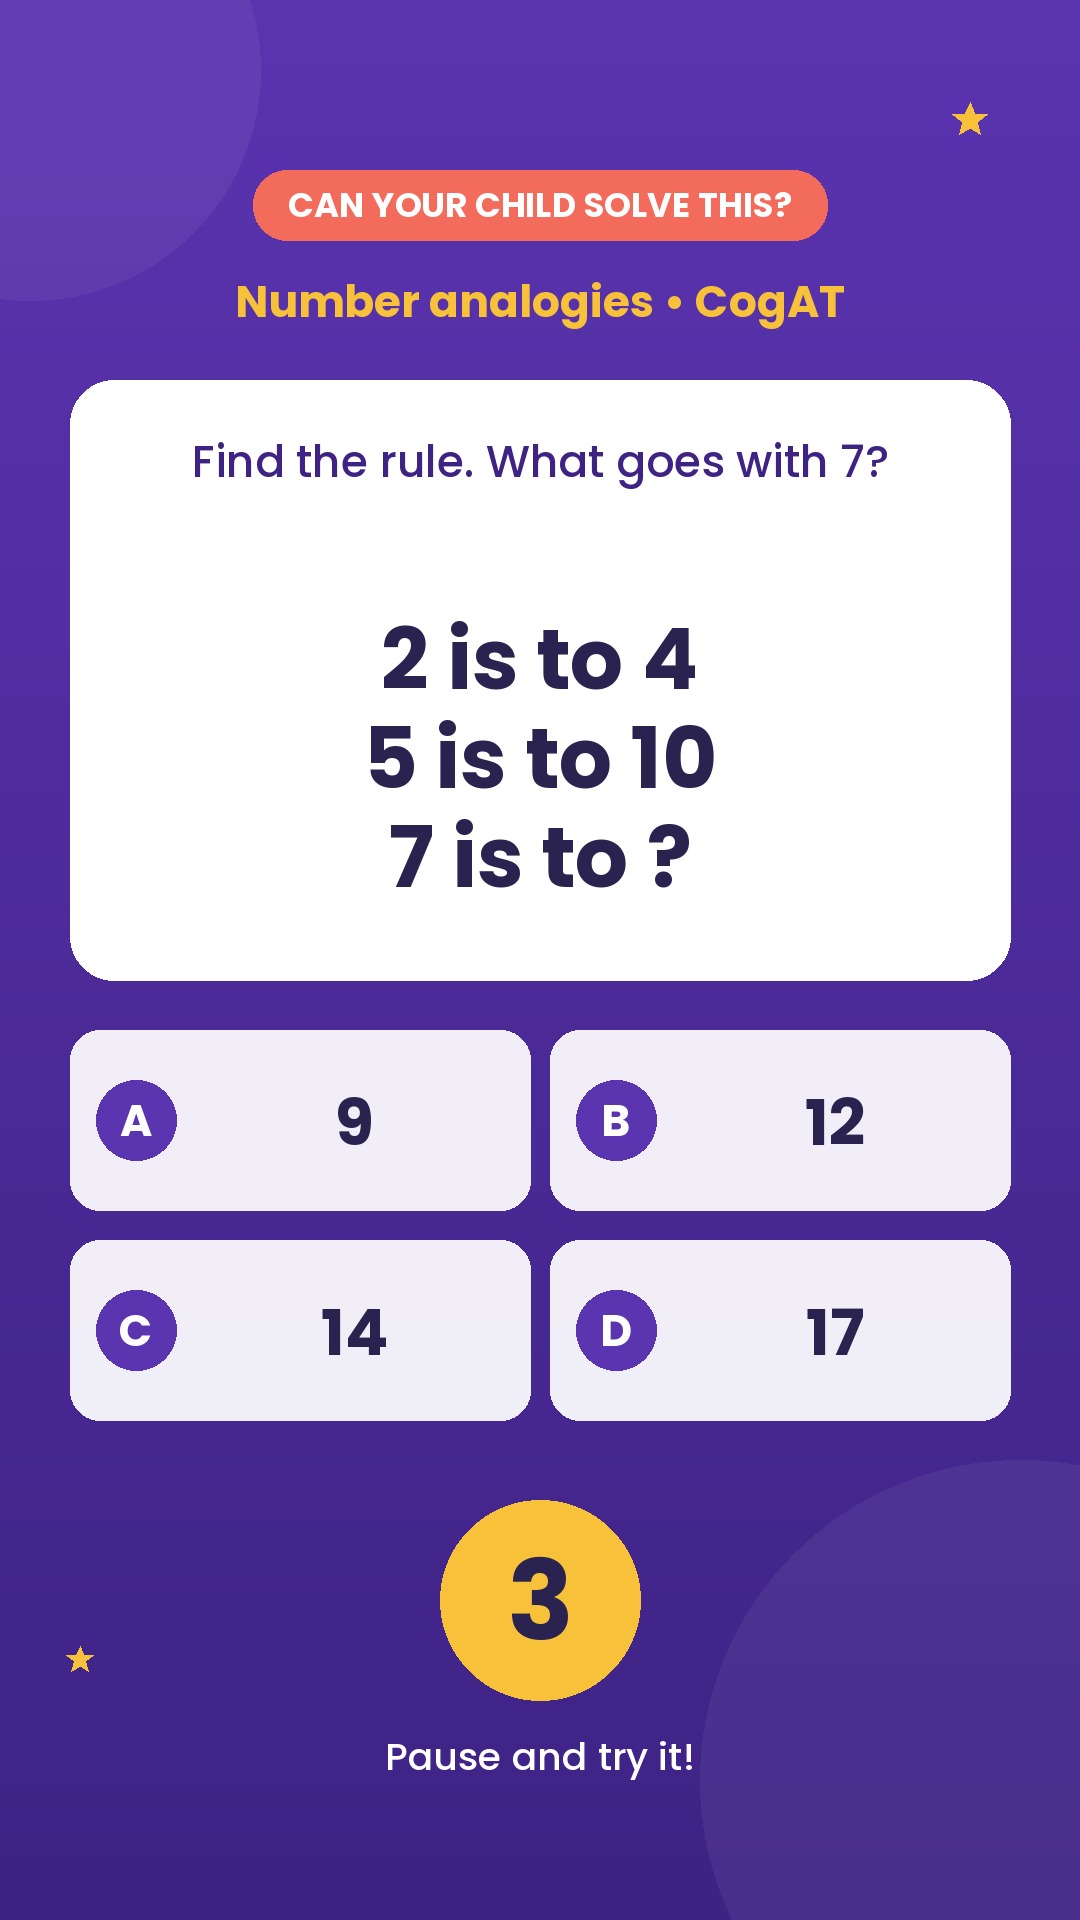 CAN YOUR CHILD SOLVE THIS?
Number analogies • CogAT
Find the rule. What goes with 7?
2 is to 4
5 is to 10
7 is to ?
A 9
B 12
C 14
D 17
3
Pause and try it!